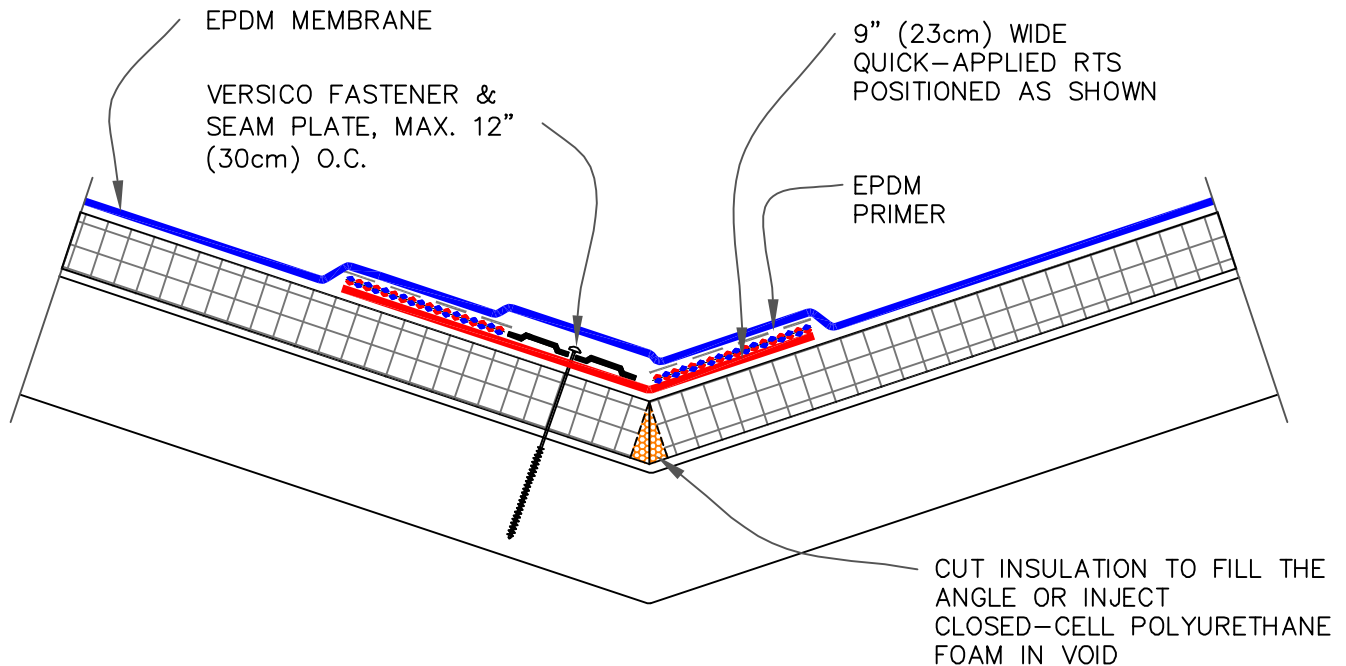 EPDM MEMBRANE
VERSICO FASTENER &
SEAM PLATE, MAX. 12"
(30cm) O.C.
9" (23cm) WIDE
QUICK-APPLIED RTS
POSITIONED AS SHOWN
EPDM
PRIMER
CUT INSULATION TO FILL THE
ANGLE OR INJECT
CLOSED-CELL POLYURETHANE
FOAM IN VOID